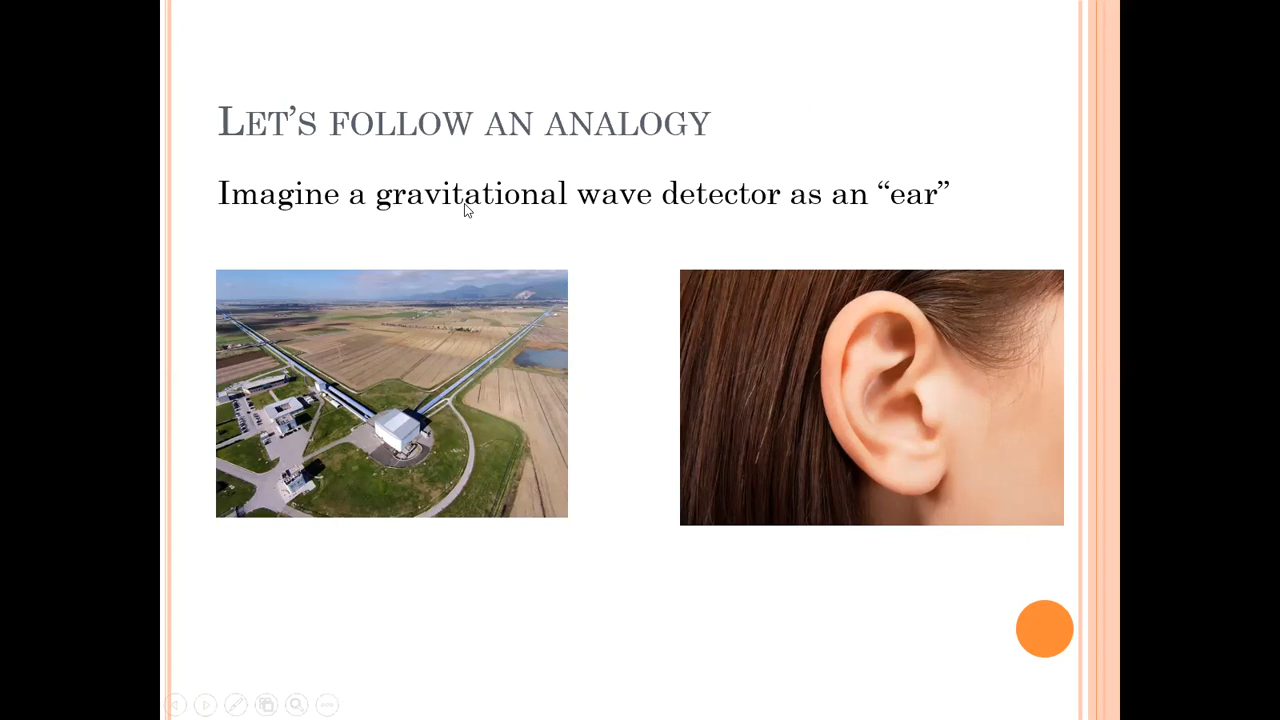 Let's follow an analogy
Imagine a gravitational wave detector as an “ear”